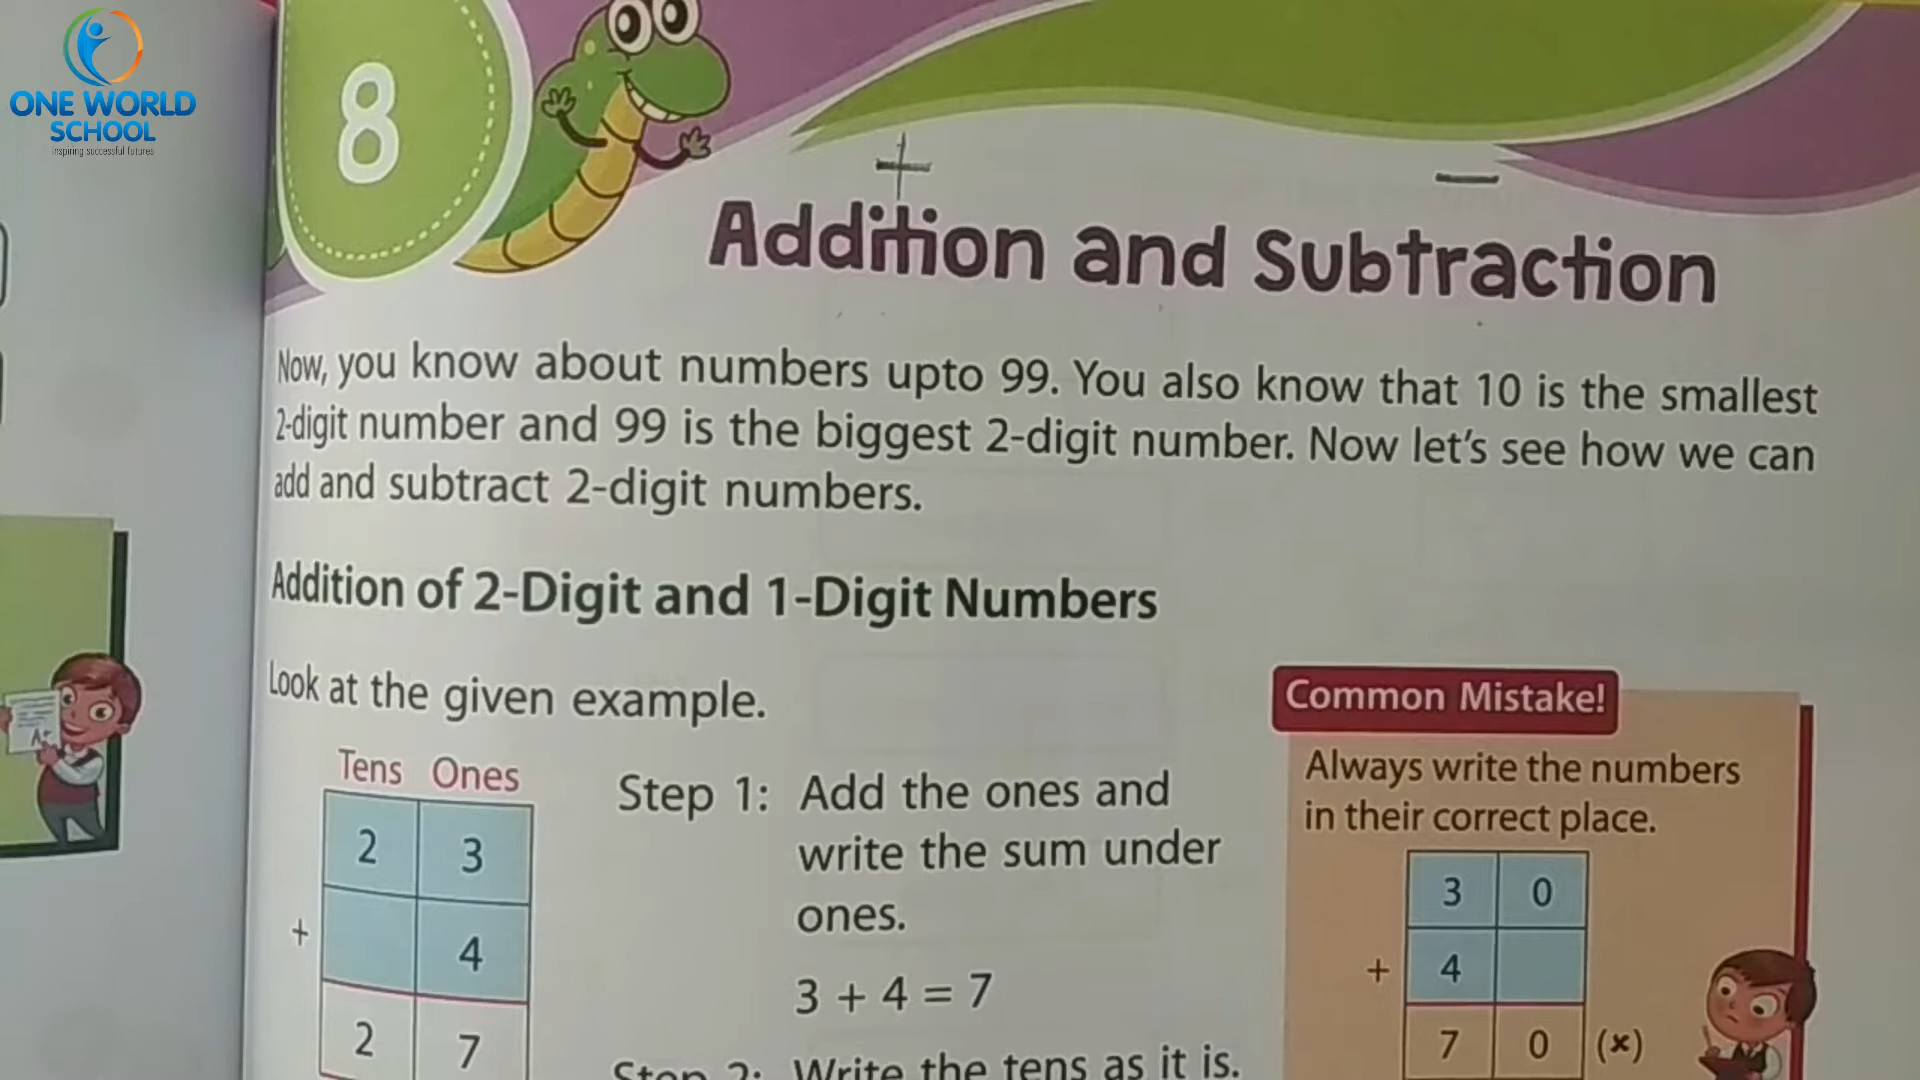 ONE WORLD
SCHOOL
inspiring successful futures
8
+ −
Addition and Subtraction
Now, you know about numbers upto 99. You also know that 10 is the smallest
2-digit number and 99 is the biggest 2-digit number. Now let's see how we can
add and subtract 2-digit numbers.
Addition of 2-Digit and 1-Digit Numbers
Look at the given example.
Tens Ones
2 3
+ 4
2 7
Step 1: Add the ones and
write the sum under
ones.
3 + 4 = 7
Step 2: Write the tens as it is.
Common Mistake!
Always write the numbers
in their correct place.
3 0
+ 4
7 0 (×)
A+